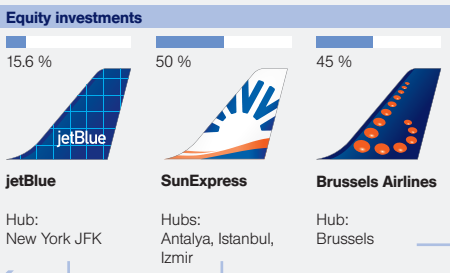 Equity investments
15.6 %
50 %
45 %
jetBlue
jetBlue
SunExpress
Brussels Airlines
Hub:
New York JFK
Hubs:
Antalya, Istanbul,
Izmir
Hub:
Brussels